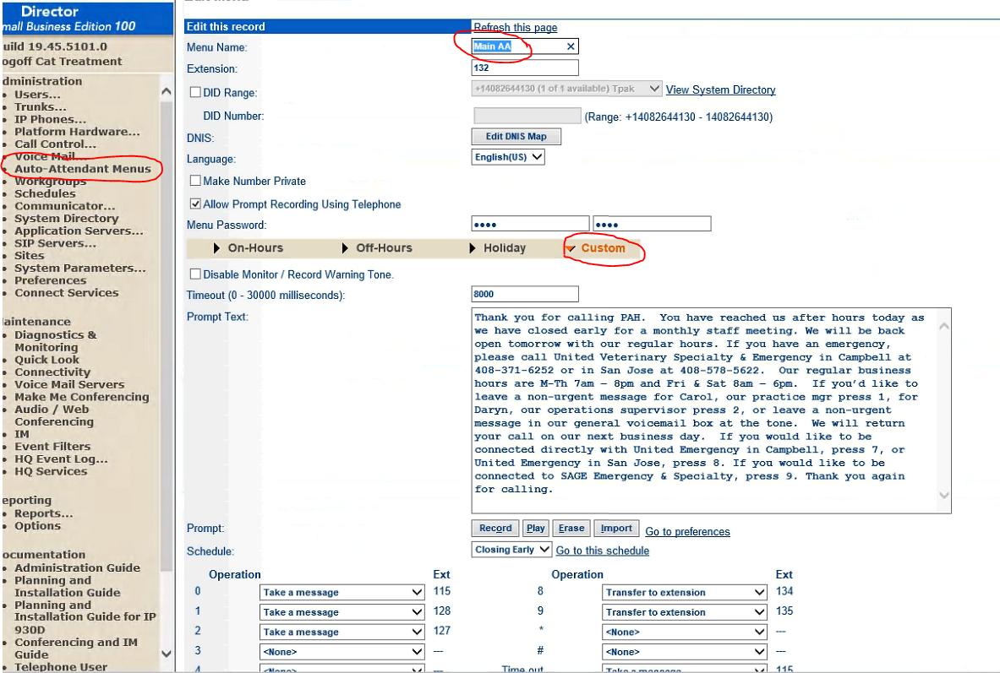 Director
mall Business Edition 100
uild 19.45.5101.0
ogoff Cat Treatment
dministration
Users...
Trunks...
IP Phones...
Platform Hardware...
Call Control...
Voice Mail...
Auto-Attendant Menus
Workgroups
Schedules
Communicator...
System Directory
Application Servers...
SIP Servers...
Sites
System Parameters...
Preferences
Connect Services
aintenance
Diagnostics &
Monitoring
Quick Look
Connectivity
Voice Mail Servers
Make Me Conferencing
Audio / Web
Conferencing
IM
Event Filters
HQ Event Log...
HQ Services
eporting
Reports...
Options
ocumentation
Administration Guide
Planning and
Installation Guide
Planning and
Installation Guide for IP
930D
Conferencing and IM
Guide
Telephone User
Edit this record Refresh this page
Menu Name: Main AA
Extension: 132
DID Range: +14082644130 (1 of 1 available) Tpak View System Directory
DID Number: (Range: +14082644130 - 14082644130)
DNIS: Edit DNIS Map
Language: English(US)
Make Number Private
Allow Prompt Recording Using Telephone
Menu Password:
On-Hours Off-Hours Holiday Custom
Disable Monitor / Record Warning Tone.
Timeout (0 - 30000 milliseconds): 8000
Prompt Text:
Thank you for calling PAH. You have reached us after hours today as
we have closed early for a monthly staff meeting. We will be back
open tomorrow with our regular hours. If you have an emergency,
please call United Veterinary Specialty & Emergency in Campbell at
408-371-6252 or in San Jose at 408-578-5622. Our regular business
hours are M-Th 7am – 8pm and Fri & Sat 8am – 6pm. If you'd like to
leave a non-urgent message for Carol, our practice mgr press 1, for
Daryn, our operations supervisor press 2, or leave a non-urgent
message in our general voicemail box at the tone. We will return
your call on our next business day. If you would like to be
connected directly with United Emergency in Campbell, press 7, or
United Emergency in San Jose, press 8. If you would like to be
connected to SAGE Emergency & Specialty, press 9. Thank you again
for calling.
Prompt: Record Play Erase Import Go to preferences
Schedule: Closing Early Go to this schedule
Operation Ext Operation Ext
0 Take a message 115 8 Transfer to extension 134
1 Take a message 128 9 Transfer to extension 135
2 Take a message 127 * <None> ---
3 <None> --- # <None> ---
4 <None> --- Time out Take a message 115